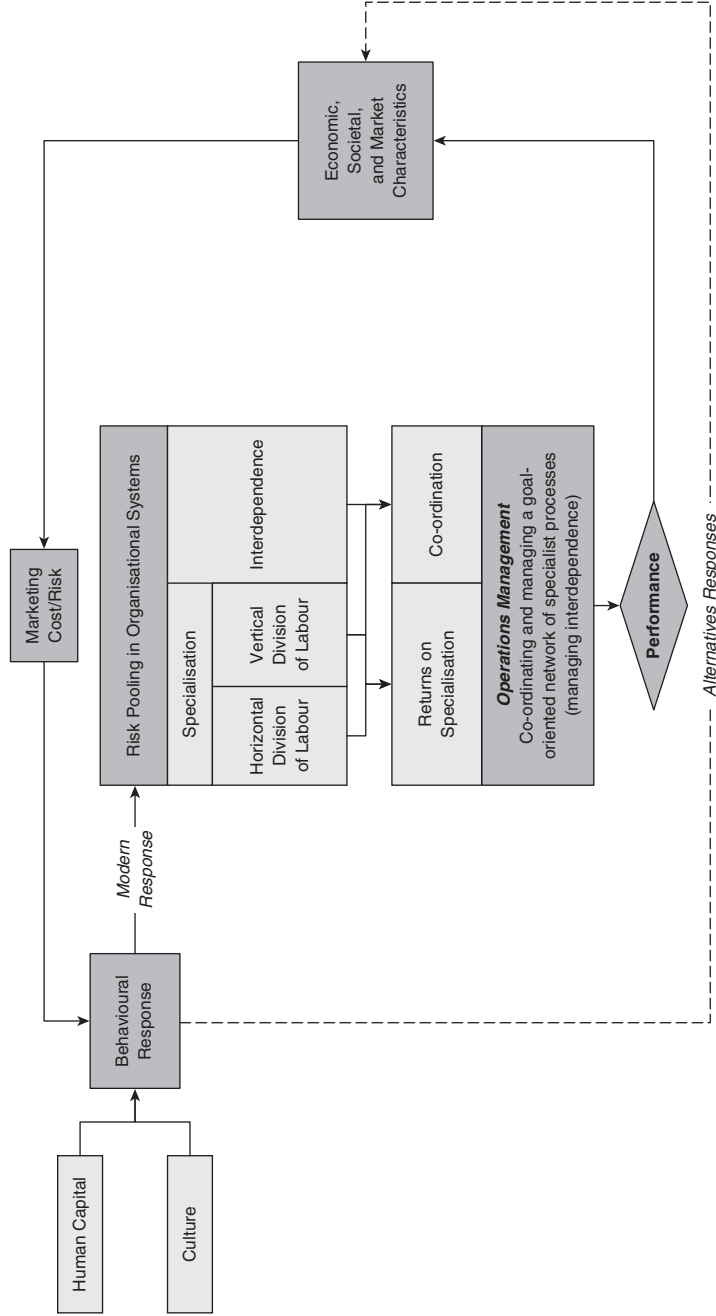 Human Capital
Culture
Behavioural
Response
Modern
Response
Marketing
Cost/Risk
Risk Pooling in Organisational Systems
Specialisation
Horizontal
Division
of Labour
Vertical
Division
of Labour
Interdependence
Returns on
Specialisation
Co-ordination
Operations Management
Co-ordinating and managing a goal-
oriented network of specialist processes
(managing interdependence)
Performance
Economic,
Societal,
and Market
Characteristics
Alternatives Responses